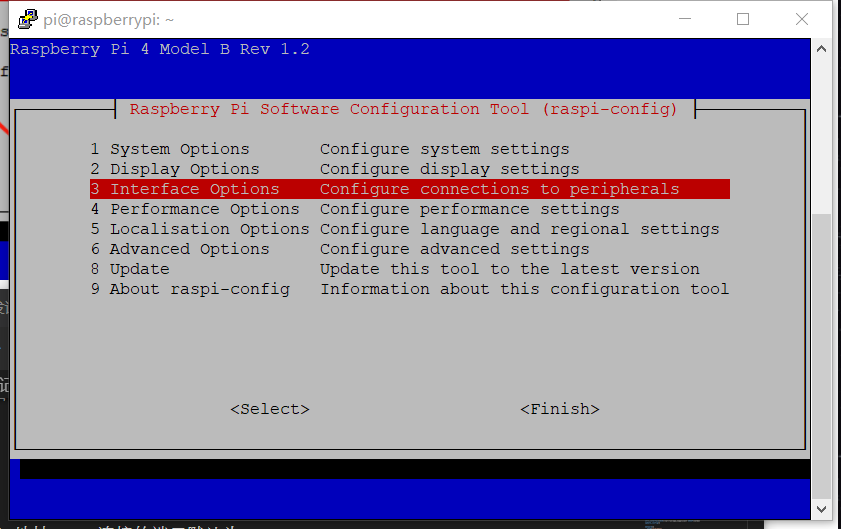 pi@raspberrypi: ~
Raspberry Pi 4 Model B Rev 1.2
Raspberry Pi Software Configuration Tool (raspi-config)
1 System Options Configure system settings
2 Display Options Configure display settings
3 Interface Options Configure connections to peripherals
4 Performance Options Configure performance settings
5 Localisation Options Configure language and regional settings
6 Advanced Options Configure advanced settings
8 Update Update this tool to the latest version
9 About raspi-config Information about this configuration tool
<Select> <Finish>